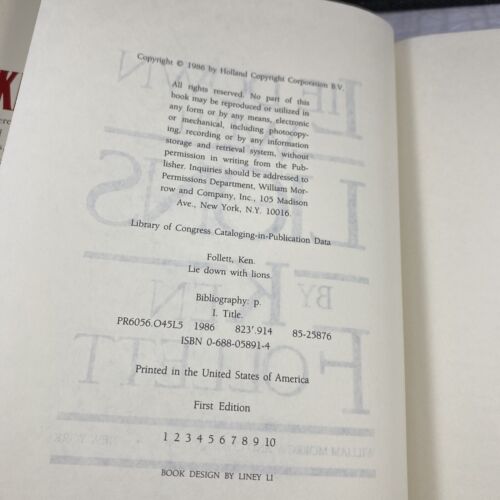 Copyright © 1986 by Holland Copyright Corporation B.V.
All rights reserved. No part of this
book may be reproduced or utilized in
any form or by any means, electronic
or mechanical, including photocopy-
ing, recording or by any information
storage and retrieval system, without
permission in writing from the Pub-
lisher. Inquiries should be addressed to
Permissions Department, William Mor-
row and Company, Inc., 105 Madison
Ave., New York, N.Y. 10016.
Library of Congress Cataloging-in-Publication Data
Follett, Ken.
Lie down with lions.
Bibliography: p.
I. Title.
PR6056.O45L5 1986 823'.914 85-25876
ISBN 0-688-05891-4
Printed in the United States of America
First Edition
1 2 3 4 5 6 7 8 9 10
BOOK DESIGN BY LINEY LI
LIE DOWN
LIONS
BY KEN
FOLLETT
K